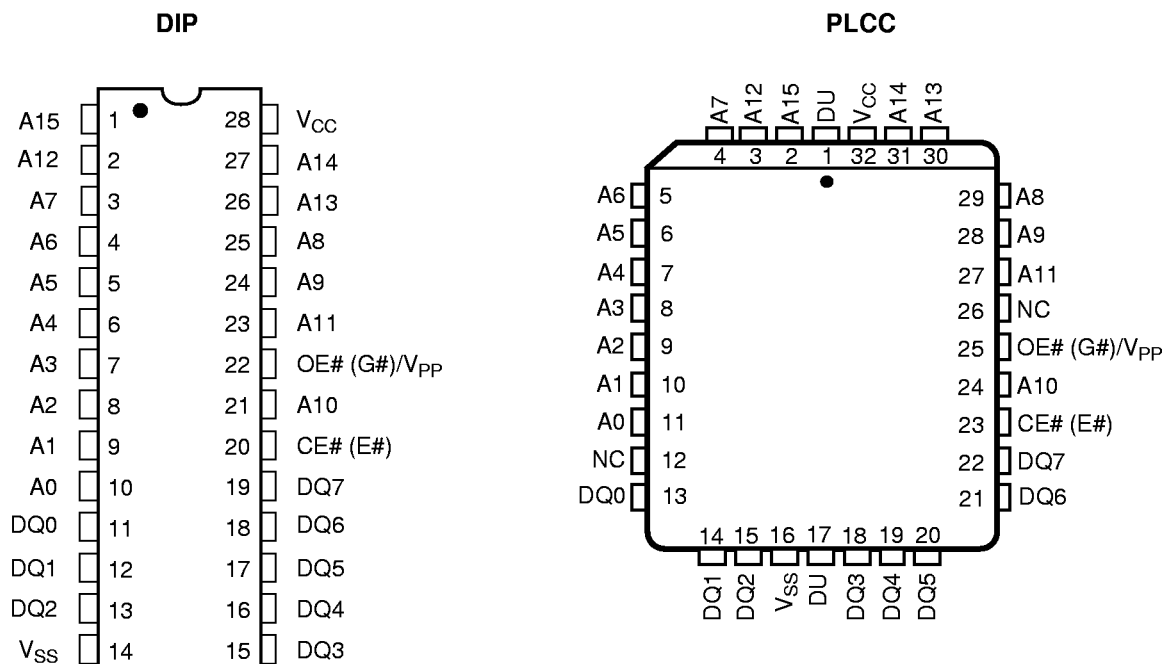 DIP
A15 1 28 VCC
A12 2 27 A14
A7 3 26 A13
A6 4 25 A8
A5 5 24 A9
A4 6 23 A11
A3 7 22 OE# (G#)/VPP
A2 8 21 A10
A1 9 20 CE# (E#)
A0 10 19 DQ7
DQ0 11 18 DQ6
DQ1 12 17 DQ5
DQ2 13 16 DQ4
VSS 14 15 DQ3
PLCC
A7 A12 A15 DU VCC A14 A13
4 3 2 1 32 31 30
A6 5 29 A8
A5 6 28 A9
A4 7 27 A11
A3 8 26 NC
A2 9 25 OE# (G#)/VPP
A1 10 24 A10
A0 11 23 CE# (E#)
NC 12 22 DQ7
DQ0 13 21 DQ6
14 15 16 17 18 19 20
DQ1 DQ2 VSS DU DQ3 DQ4 DQ5